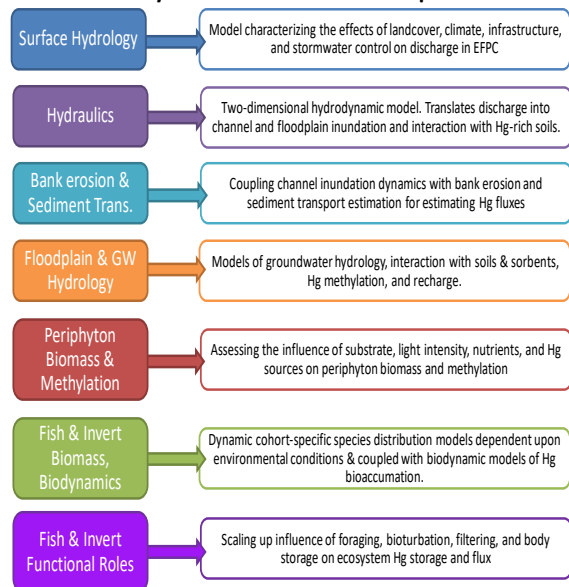 Surface Hydrology
Model characterizing the effects of landcover, climate, infrastructure,
and stormwater control on discharge in EFPC
Hydraulics
Two-dimensional hydrodynamic model. Translates discharge into
channel and floodplain inundation and interaction with Hg-rich soils.
Bank erosion &
Sediment Trans.
Coupling channel inundation dynamics with bank erosion and
sediment transport estimation for estimating Hg fluxes
Floodplain & GW
Hydrology
Models of groundwater hydrology, interaction with soils & sorbents,
Hg methylation, and recharge.
Periphyton
Biomass &
Methylation
Assessing the influence of substrate, light intensity, nutrients, and Hg
sources on periphyton biomass and methylation
Fish & Invert
Biomass,
Biodynamics
Dynamic cohort-specific species distribution models dependent upon
environmental conditions & coupled with biodynamic models of Hg
bioaccumation.
Fish & Invert
Functional Roles
Scaling up influence of foraging, bioturbation, filtering, and body
storage on ecosystem Hg storage and flux